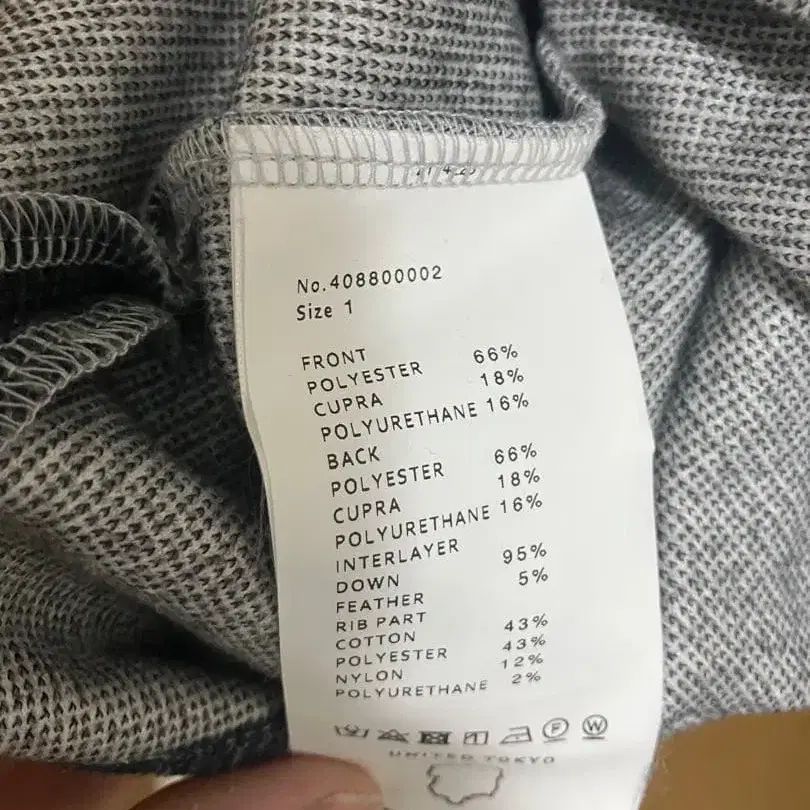 No.408800002
Size 1
FRONT
POLYESTER 66%
CUPRA 18%
POLYURETHANE 16%
BACK
POLYESTER 66%
CUPRA 18%
POLYURETHANE 16%
INTERLAYER
DOWN 95%
FEATHER 5%
RIB PART
COTTON 43%
POLYESTER 43%
NYLON 12%
POLYURETHANE 2%
P W
UNITED TOKYO